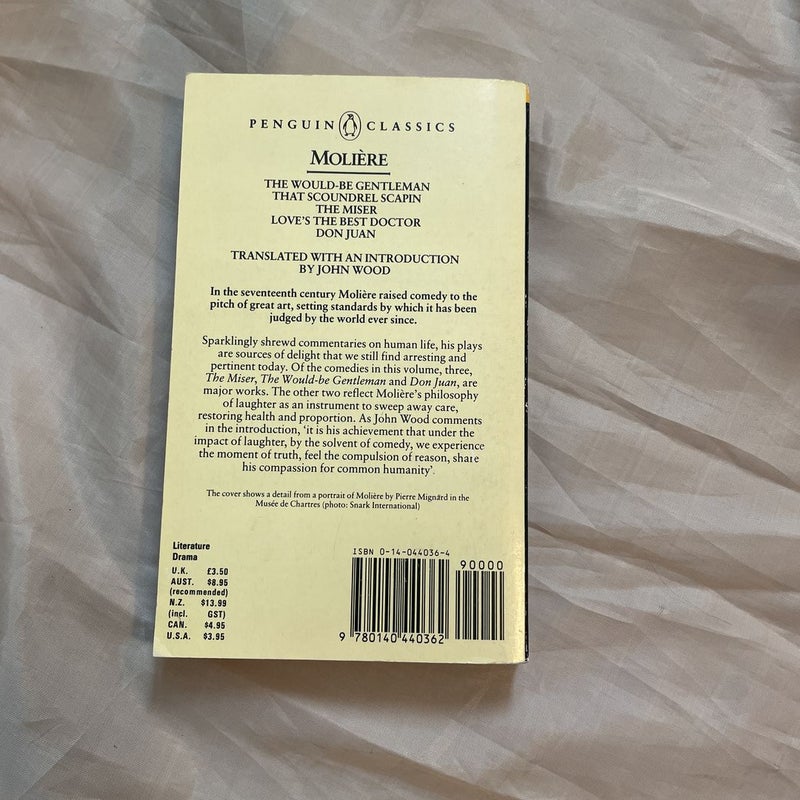 PENGUIN CLASSICS
MOLIÈRE
THE WOULD-BE GENTLEMAN
THAT SCOUNDREL SCAPIN
THE MISER
LOVE'S THE BEST DOCTOR
DON JUAN
TRANSLATED WITH AN INTRODUCTION
BY JOHN WOOD
In the seventeenth century Molière raised comedy to the
pitch of great art, setting standards by which it has been
judged by the world ever since.
Sparklingly shrewd commentaries on human life, his plays
are sources of delight that we still find arresting and
pertinent today. Of the comedies in this volume, three,
The Miser, The Would-be Gentleman and Don Juan, are
major works. The other two reflect Molière's philosophy
of laughter as an instrument to sweep away care,
restoring health and proportion. As John Wood comments
in the introduction, 'it is his achievement that under the
impact of laughter, by the solvent of comedy, we experience
the moment of truth, feel the compulsion of reason, share
his compassion for common humanity'.
The cover shows a detail from a portrait of Molière by Pierre Mignard in the
Musée de Chartres (photo: Snark International)
Literature
Drama
U.K. £3.50
AUST. $8.95
(recommended)
N.Z. $13.99
(incl. GST)
CAN. $4.95
U.S.A. $3.95
ISBN 0-14-044036-4
90000
9 780140 440362